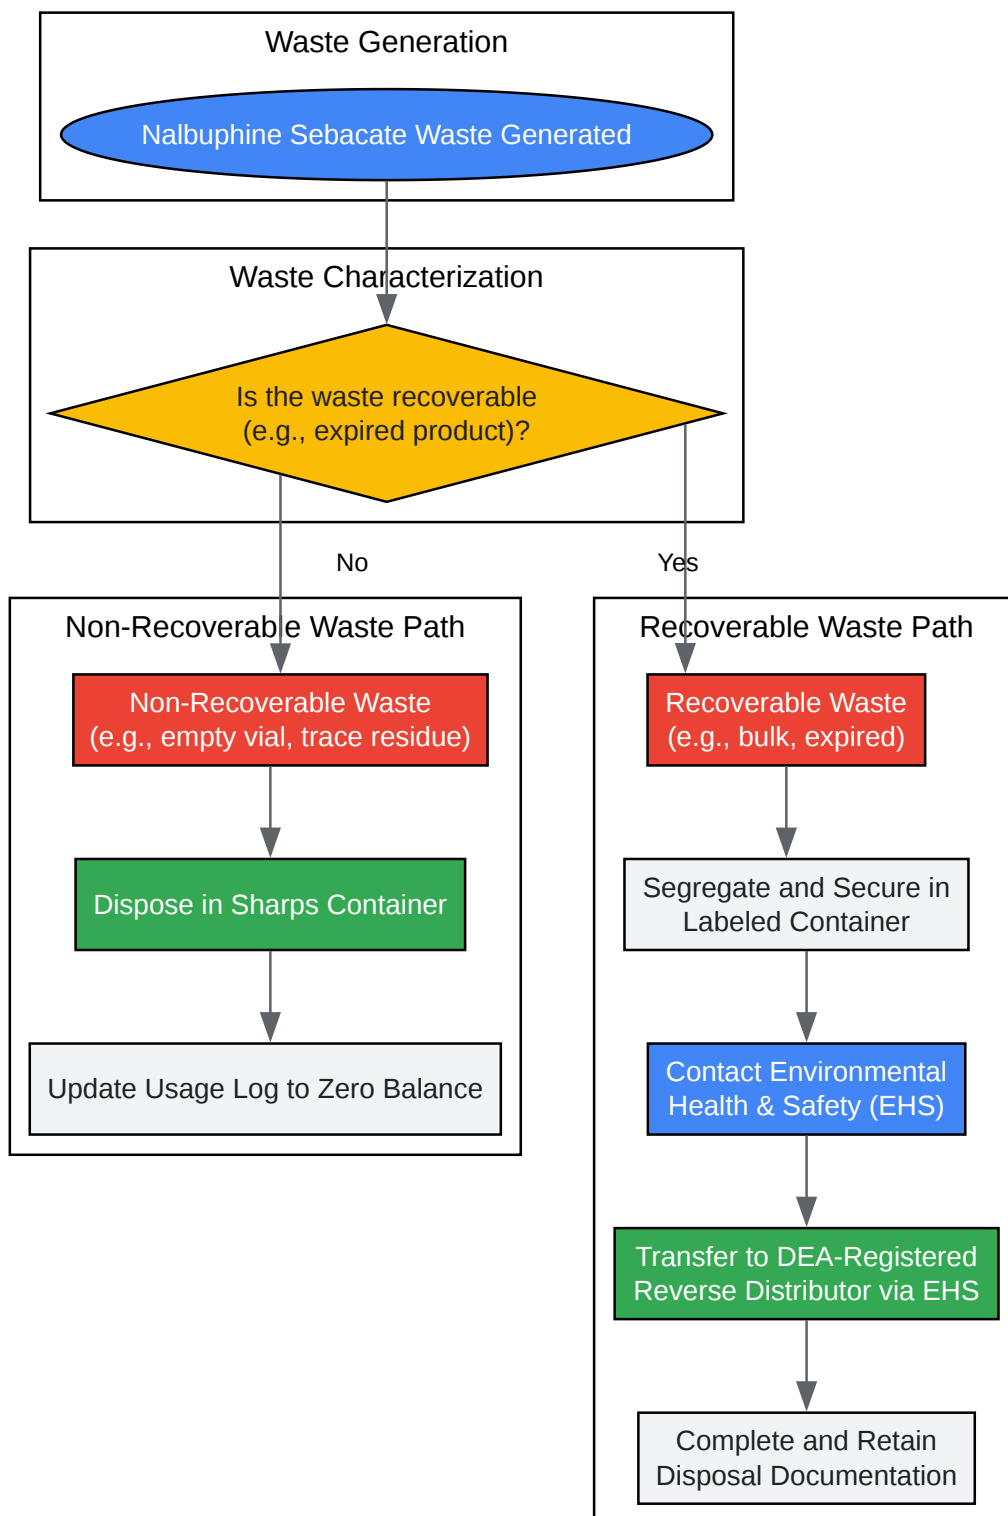 Waste Generation
Nalbuphine Sebacate Waste Generated
Waste Characterization
Is the waste recoverable
(e.g., expired product)?
No
Yes
Non-Recoverable Waste Path
Non-Recoverable Waste
(e.g., empty vial, trace residue)
Dispose in Sharps Container
Update Usage Log to Zero Balance
Recoverable Waste Path
Recoverable Waste
(e.g., bulk, expired)
Segregate and Secure in
Labeled Container
Contact Environmental
Health & Safety (EHS)
Transfer to DEA-Registered
Reverse Distributor via EHS
Complete and Retain
Disposal Documentation